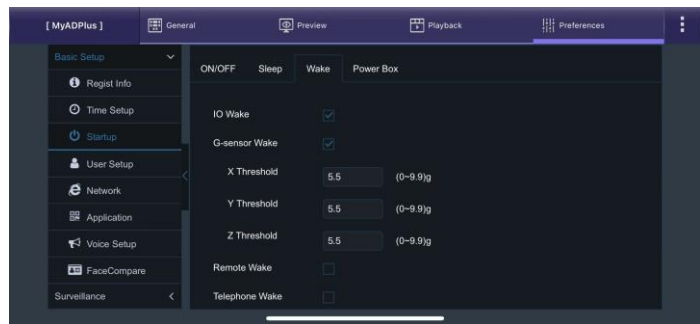 [ MyADPlus ] General Preview Playback Preferences
Basic Setup
Regist Info
Time Setup
Startup
User Setup
Network
Application
Voice Setup
FaceCompare
Surveillance
ON/OFF Sleep Wake Power Box
IO Wake
G-sensor Wake
X Threshold 5.5 (0~9.9)g
Y Threshold 5.5 (0~9.9)g
Z Threshold 5.5 (0~9.9)g
Remote Wake
Telephone Wake